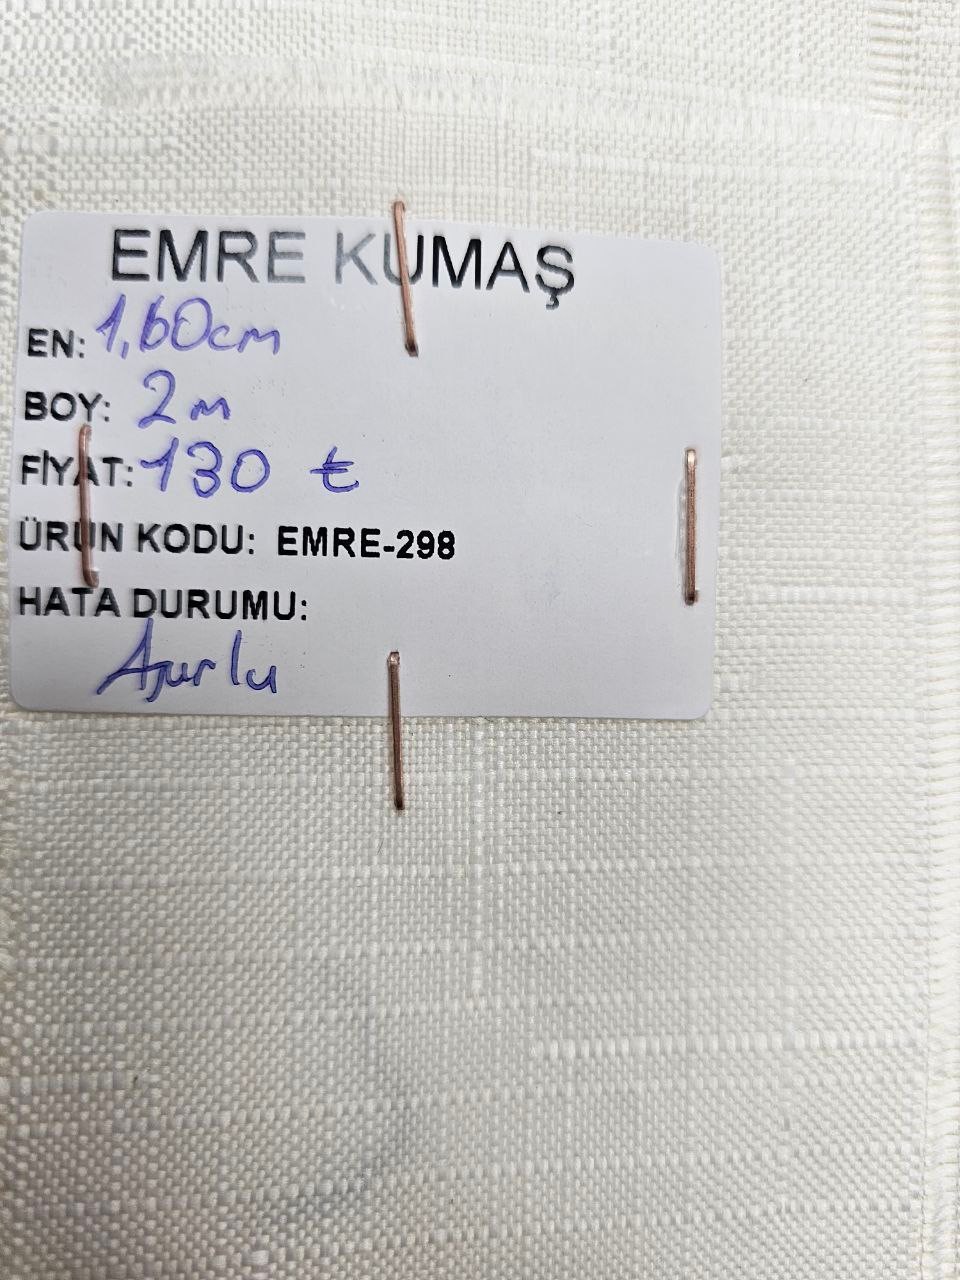 EMRE KUMAŞ
EN: 1,60cm
BOY: 2m
FİYAT: 130 ₺
ÜRÜN KODU: EMRE-298
HATA DURUMU:
Ajurlu